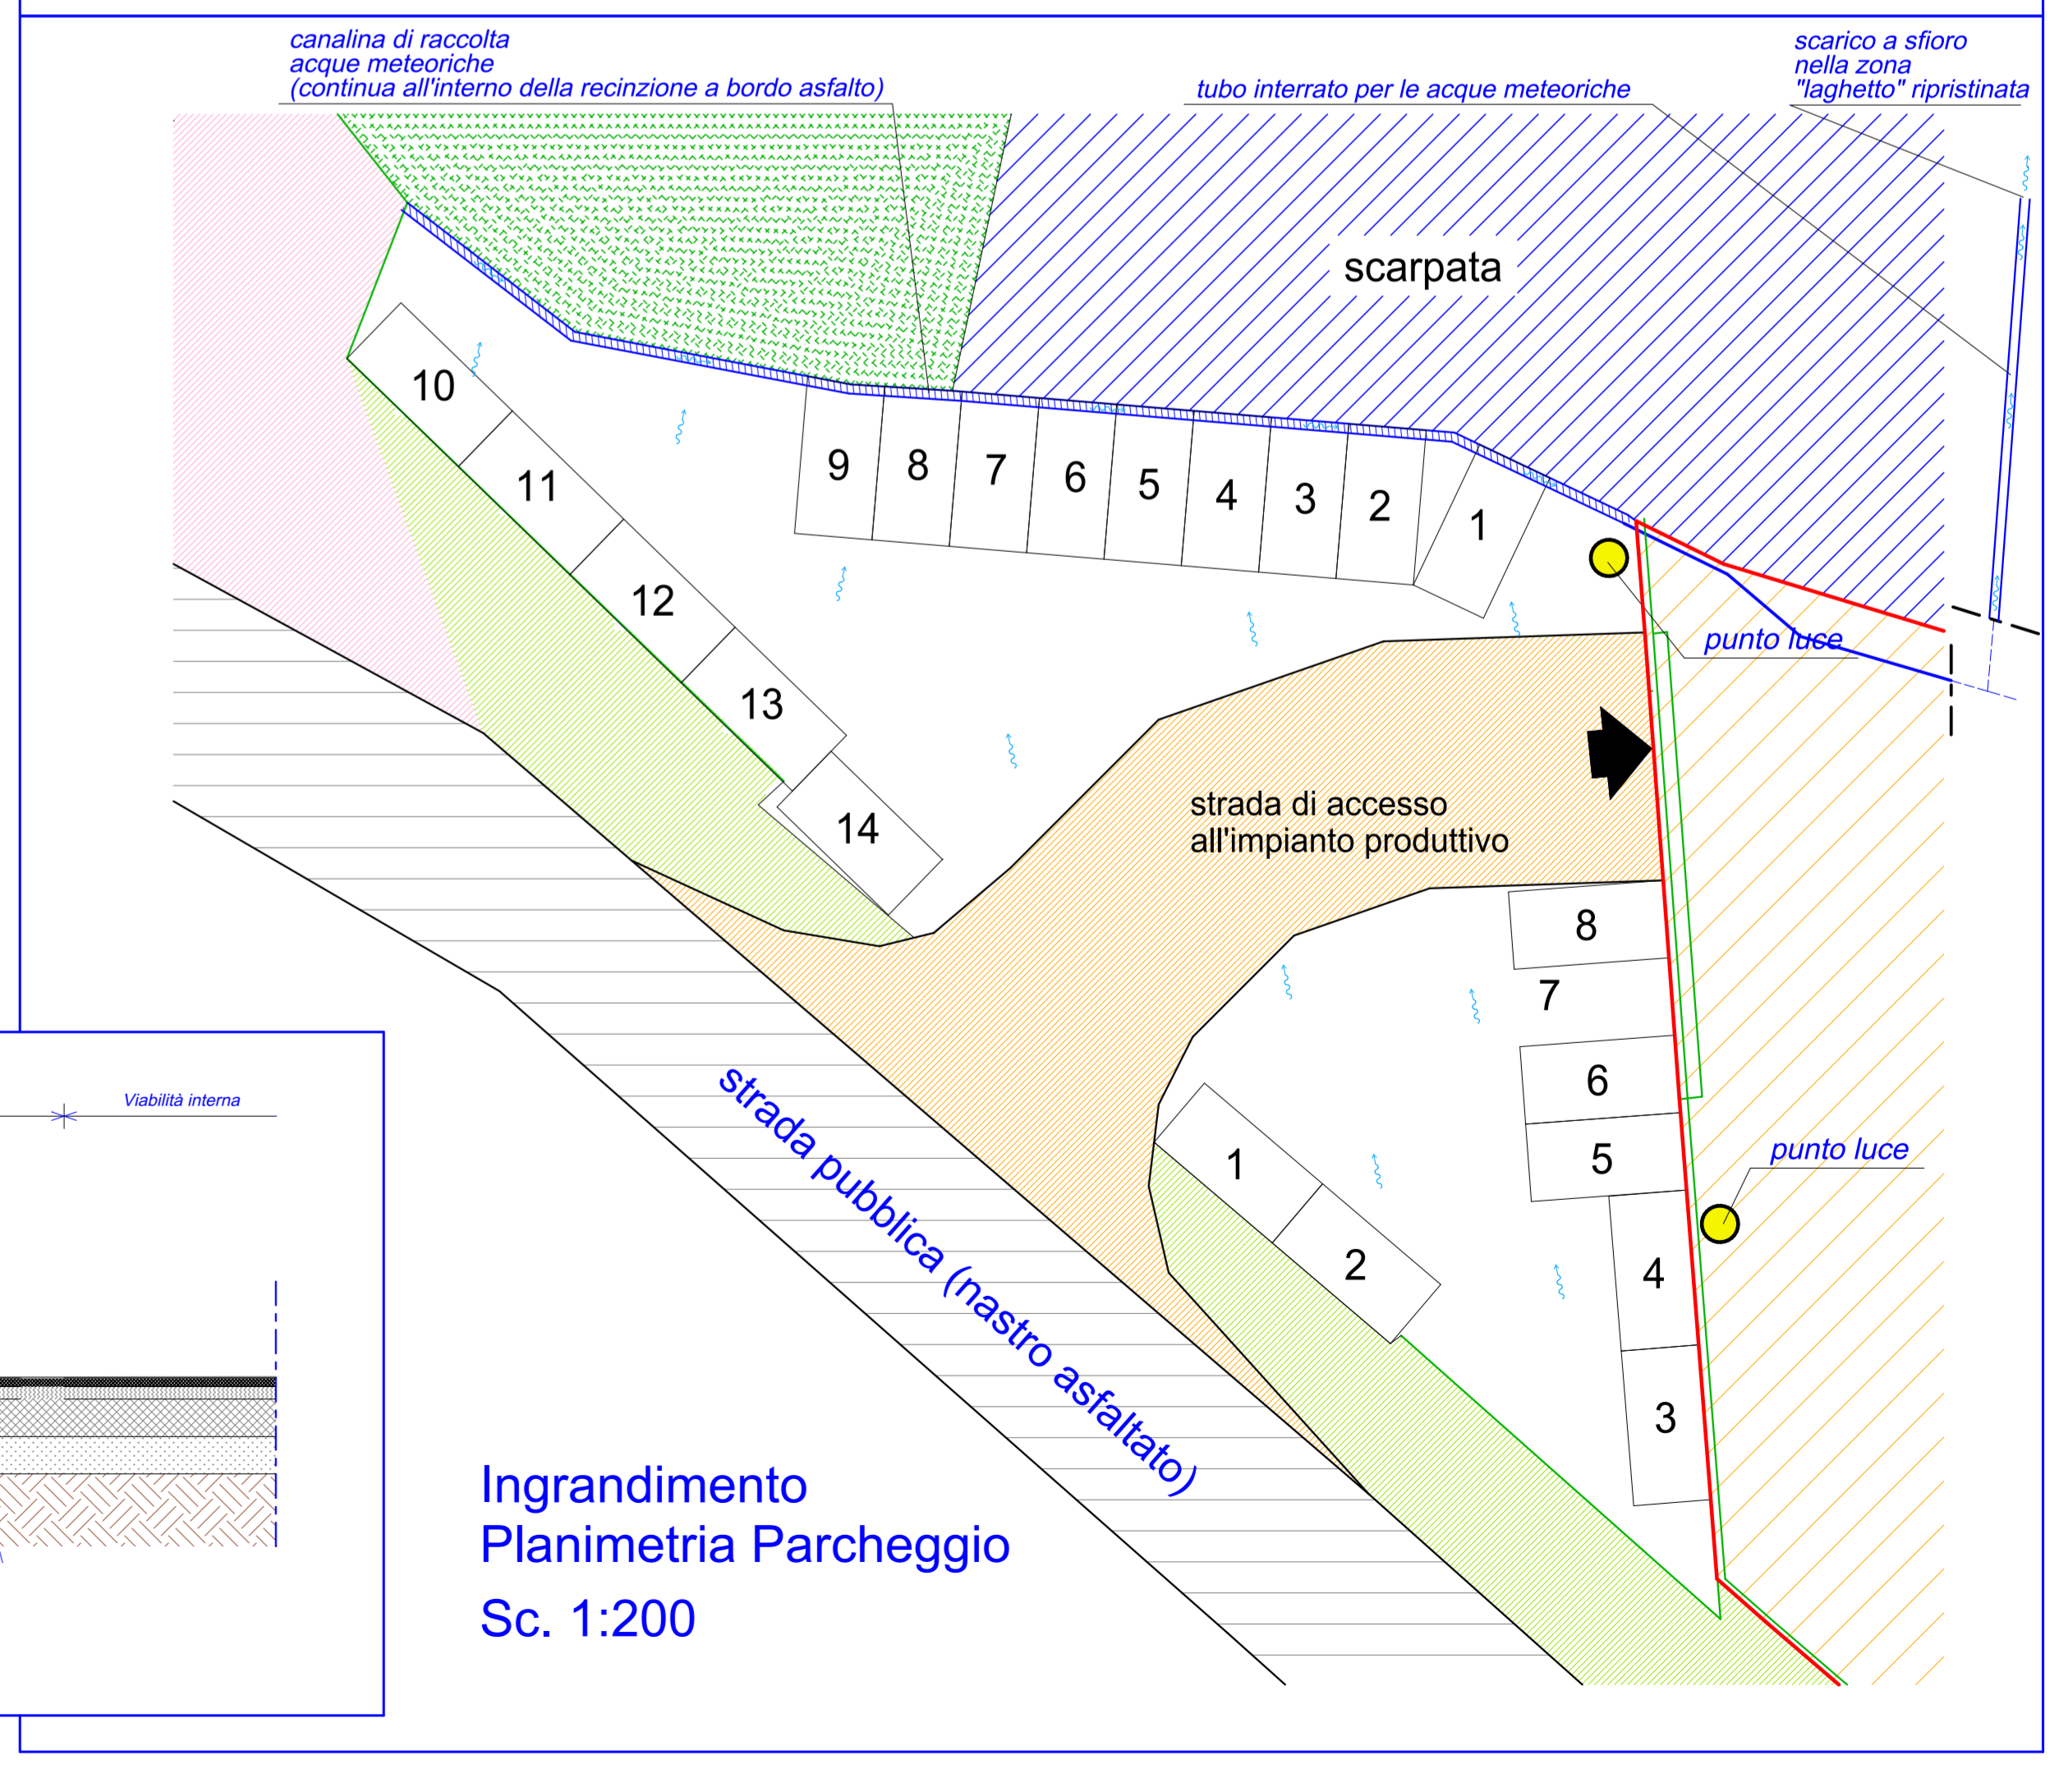 canalina di raccolta
acque meteoriche
(continua all'interno della recinzione a bordo asfalto)
tubo interrato per le acque meteoriche
scarico a sfioro
nella zona
"laghetto" ripristinata
scarpata
10
11
12
13
14
9
8
7
6
5
4
3
2
1
punto luce
strada di accesso
all'impianto produttivo
8
7
6
5
4
3
punto luce
1
2
strada pubblica (nastro asfaltato)
Viabilità interna
Ingrandimento
Planimetria Parcheggio
Sc. 1:200